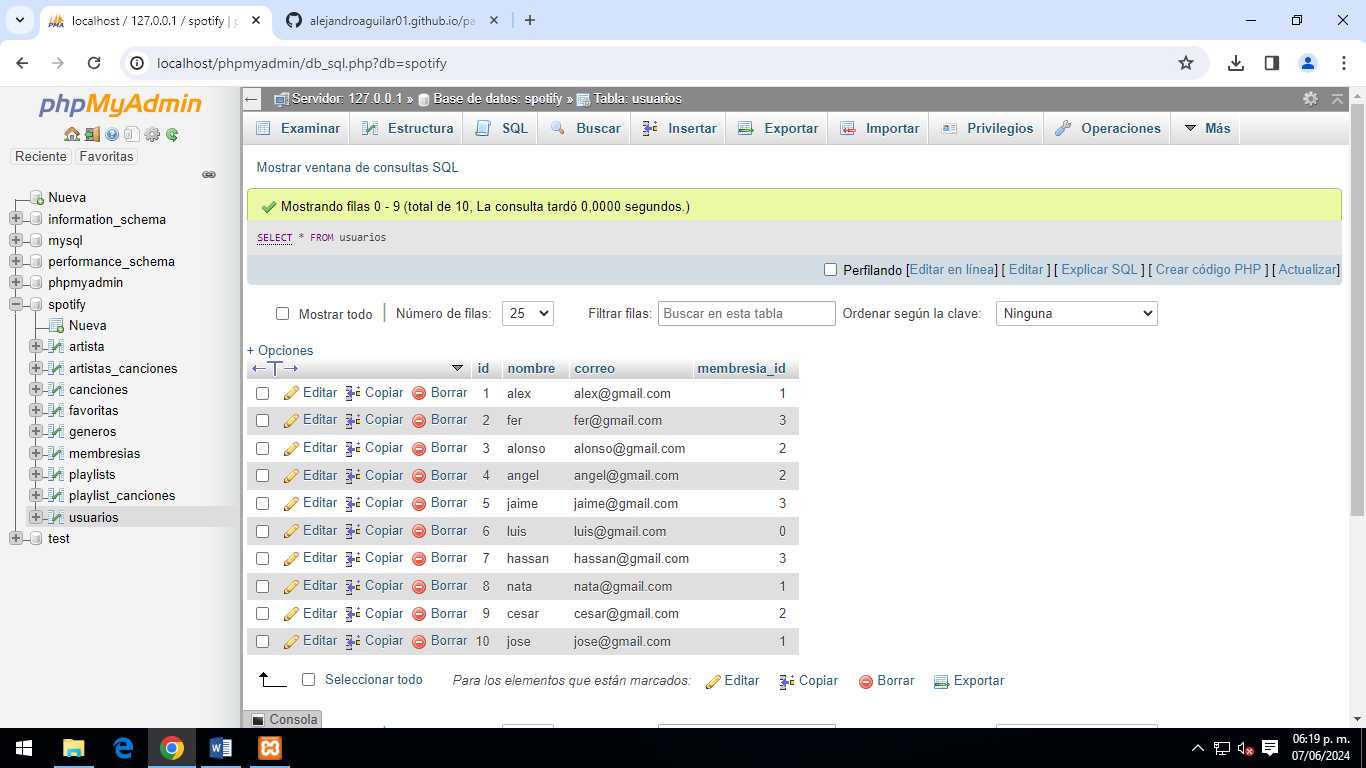 localhost / 127.0.0.1 / spotify | p
alejandroaguilar01.github.io/pa
localhost/phpmyadmin/db_sql.php?db=spotify
phpMyAdmin
Reciente Favoritas
Nueva
information_schema
mysql
performance_schema
phpmyadmin
spotify
Nueva
artista
artistas_canciones
canciones
favoritas
generos
membresias
playlists
playlist_canciones
usuarios
test
Servidor: 127.0.0.1 » Base de datos: spotify » Tabla: usuarios
Examinar Estructura SQL Buscar Insertar Exportar Importar Privilegios Operaciones Más
Mostrar ventana de consultas SQL
Mostrando filas 0 - 9 (total de 10, La consulta tardó 0,0000 segundos.)
SELECT * FROM usuarios
Perfilando [Editar en línea] [ Editar ] [ Explicar SQL ] [ Crear código PHP ] [ Actualizar]
Mostrar todo | Número de filas: 25 Filtrar filas: Buscar en esta tabla Ordenar según la clave: Ninguna
+ Opciones
←T→ id nombre correo membresia_id
Editar Copiar Borrar 1 alex alex@gmail.com 1
Editar Copiar Borrar 2 fer fer@gmail.com 3
Editar Copiar Borrar 3 alonso alonso@gmail.com 2
Editar Copiar Borrar 4 angel angel@gmail.com 2
Editar Copiar Borrar 5 jaime jaime@gmail.com 3
Editar Copiar Borrar 6 luis luis@gmail.com 0
Editar Copiar Borrar 7 hassan hassan@gmail.com 3
Editar Copiar Borrar 8 nata nata@gmail.com 1
Editar Copiar Borrar 9 cesar cesar@gmail.com 2
Editar Copiar Borrar 10 jose jose@gmail.com 1
Seleccionar todo Para los elementos que están marcados: Editar Copiar Borrar Exportar
Consola
06:19 p. m.
07/06/2024